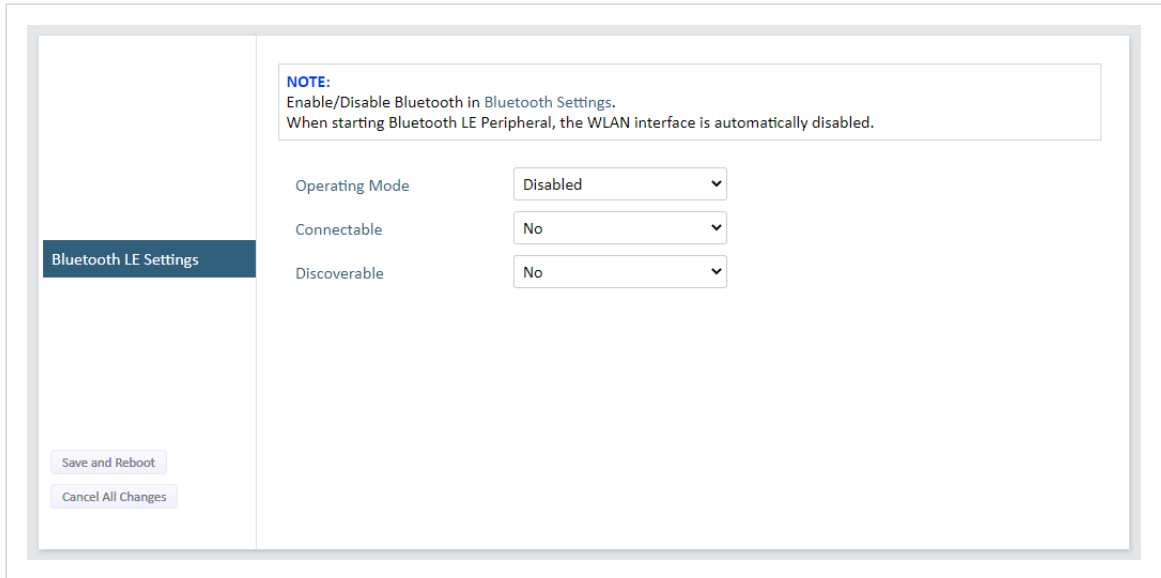 NOTE:
Enable/Disable Bluetooth in Bluetooth Settings.
When starting Bluetooth LE Peripheral, the WLAN interface is automatically disabled.
Operating Mode Disabled
Connectable No
Bluetooth LE Settings
Discoverable No
Save and Reboot
Cancel All Changes